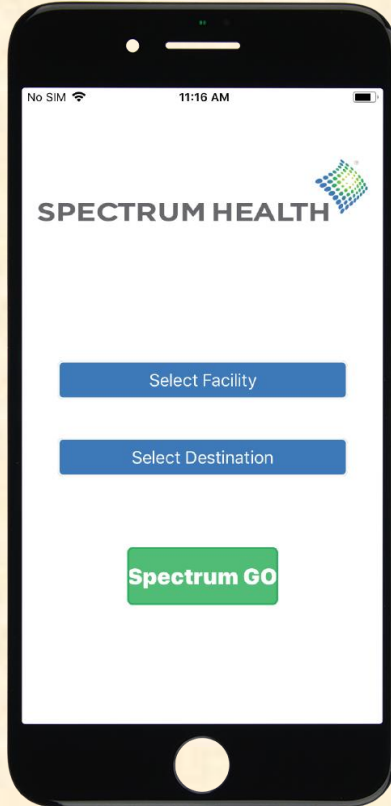 No SIM 11:16 AM
SPECTRUM HEALTH®
Select Facility
Select Destination
Spectrum GO